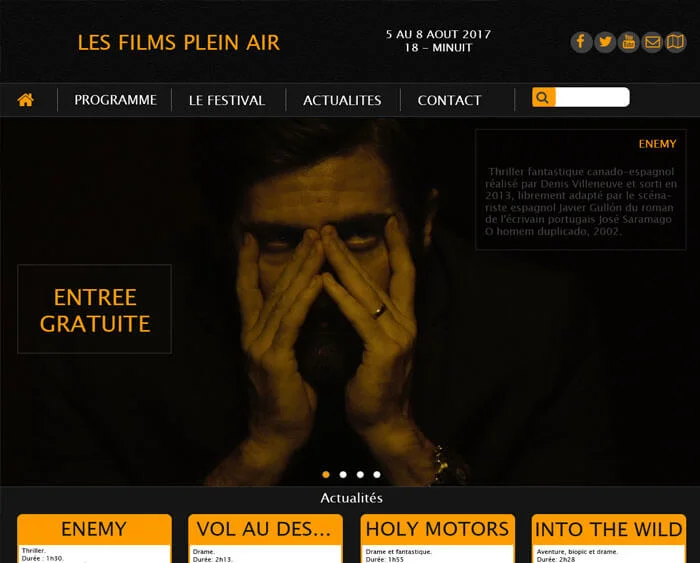 LES FILMS PLEIN AIR
5 AU 8 AOUT 2017
18 - MINUIT
PROGRAMME
LE FESTIVAL
ACTUALITES
CONTACT
ENMEY
Thriller fantastique canado-espagnol
réalisé par Denis Villeneuve et sorti en
2013, librement adapté par le scéna-
riste espagnol Javier Gullón du roman
de l'écrivain portugais José Saramago
O homem duplicado, 2002.
ENTREE
GRATUITE
Actualités
ENEMY
Thriller.
Durée : 1h30.
VOL AU DES...
Drame.
Durée: 2h13.
HOLY MOTORS
Drame et fantastique.
Durée: 1h55
INTO THE WILD
Aventure, biopic et drame.
Durée: 2h28